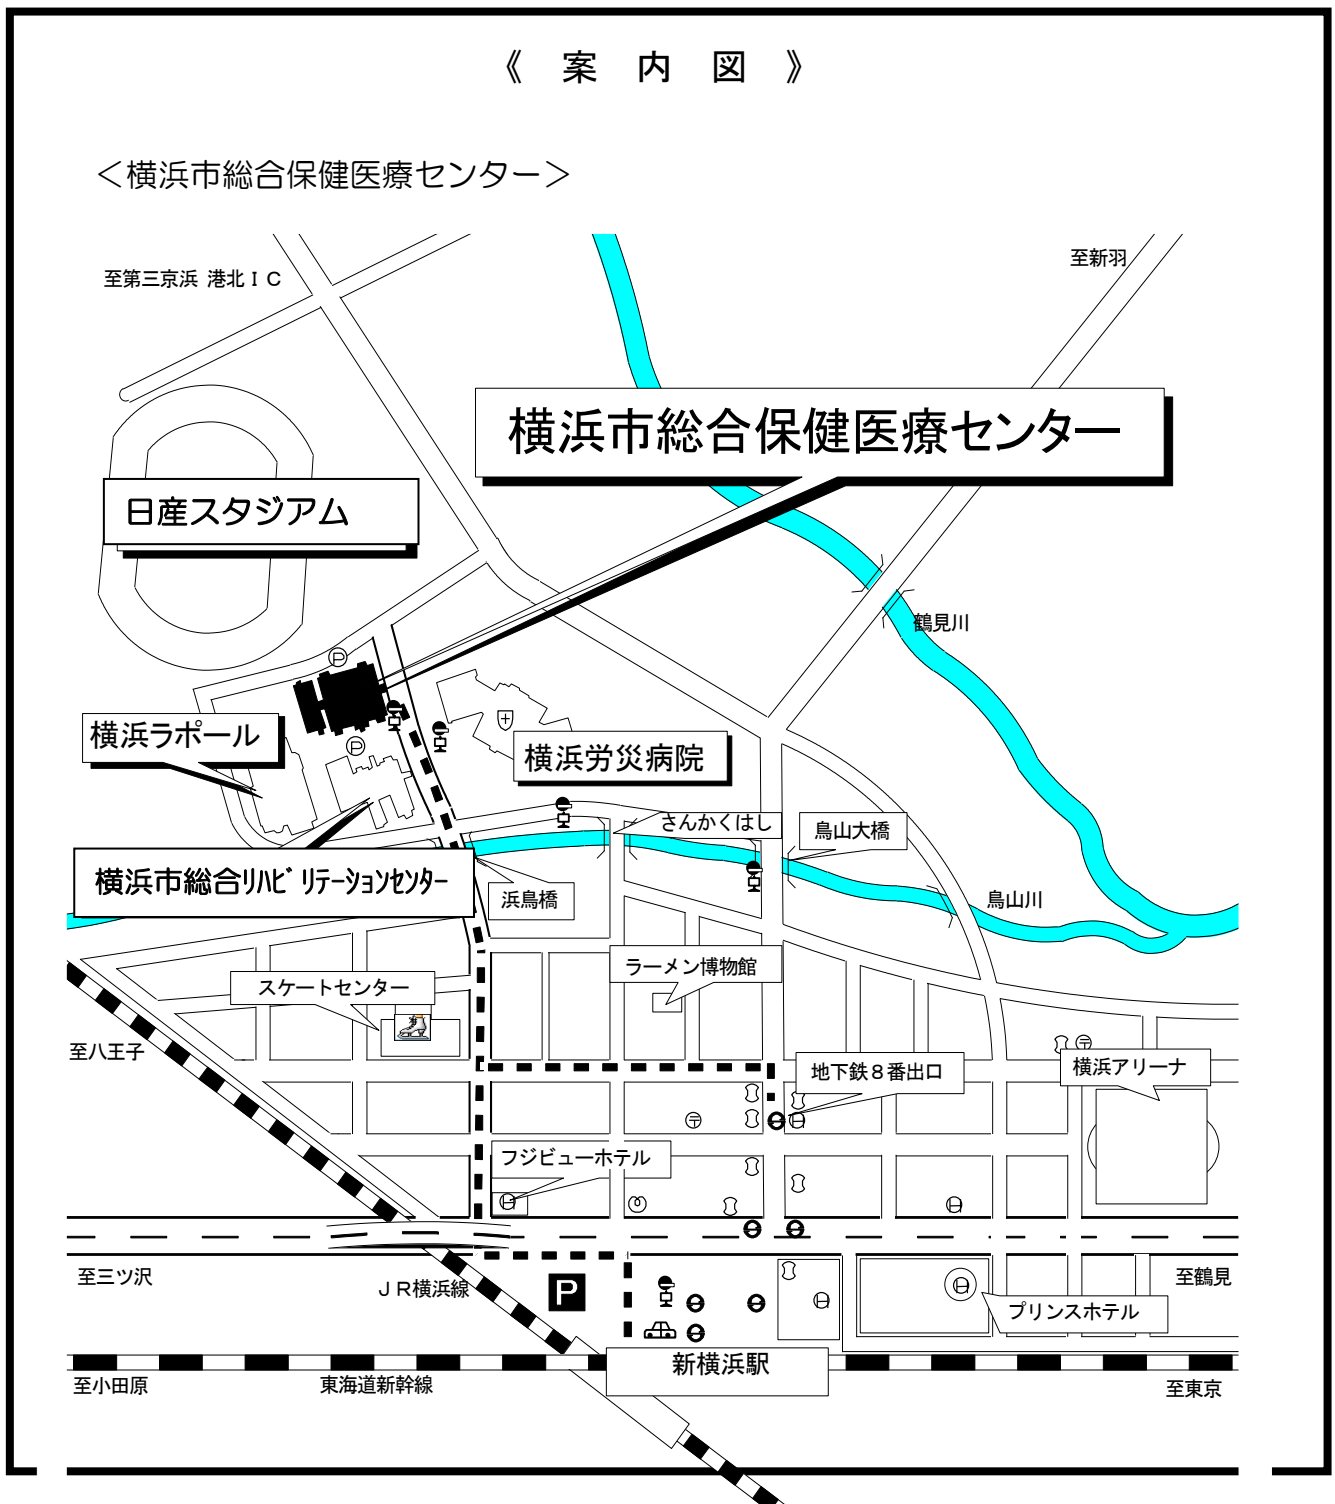 《 案 内 図 》
＜横浜市総合保健医療センター＞
至第三京浜 港北ＩＣ
至新羽
横浜市総合保健医療センター
日産スタジアム
鶴見川
横浜ラポール
横浜労災病院
さんかくはし
鳥山大橋
横浜市総合ﾘﾊﾋﾞﾘﾃｰｼｮﾝｾﾝﾀｰ
浜鳥橋
鳥山川
ラーメン博物館
スケートセンター
至八王子
地下鉄８番出口
横浜アリーナ
フジビューホテル
至三ツ沢
ＪＲ横浜線
P
至鶴見
プリンスホテル
新横浜駅
至小田原
東海道新幹線
至東京